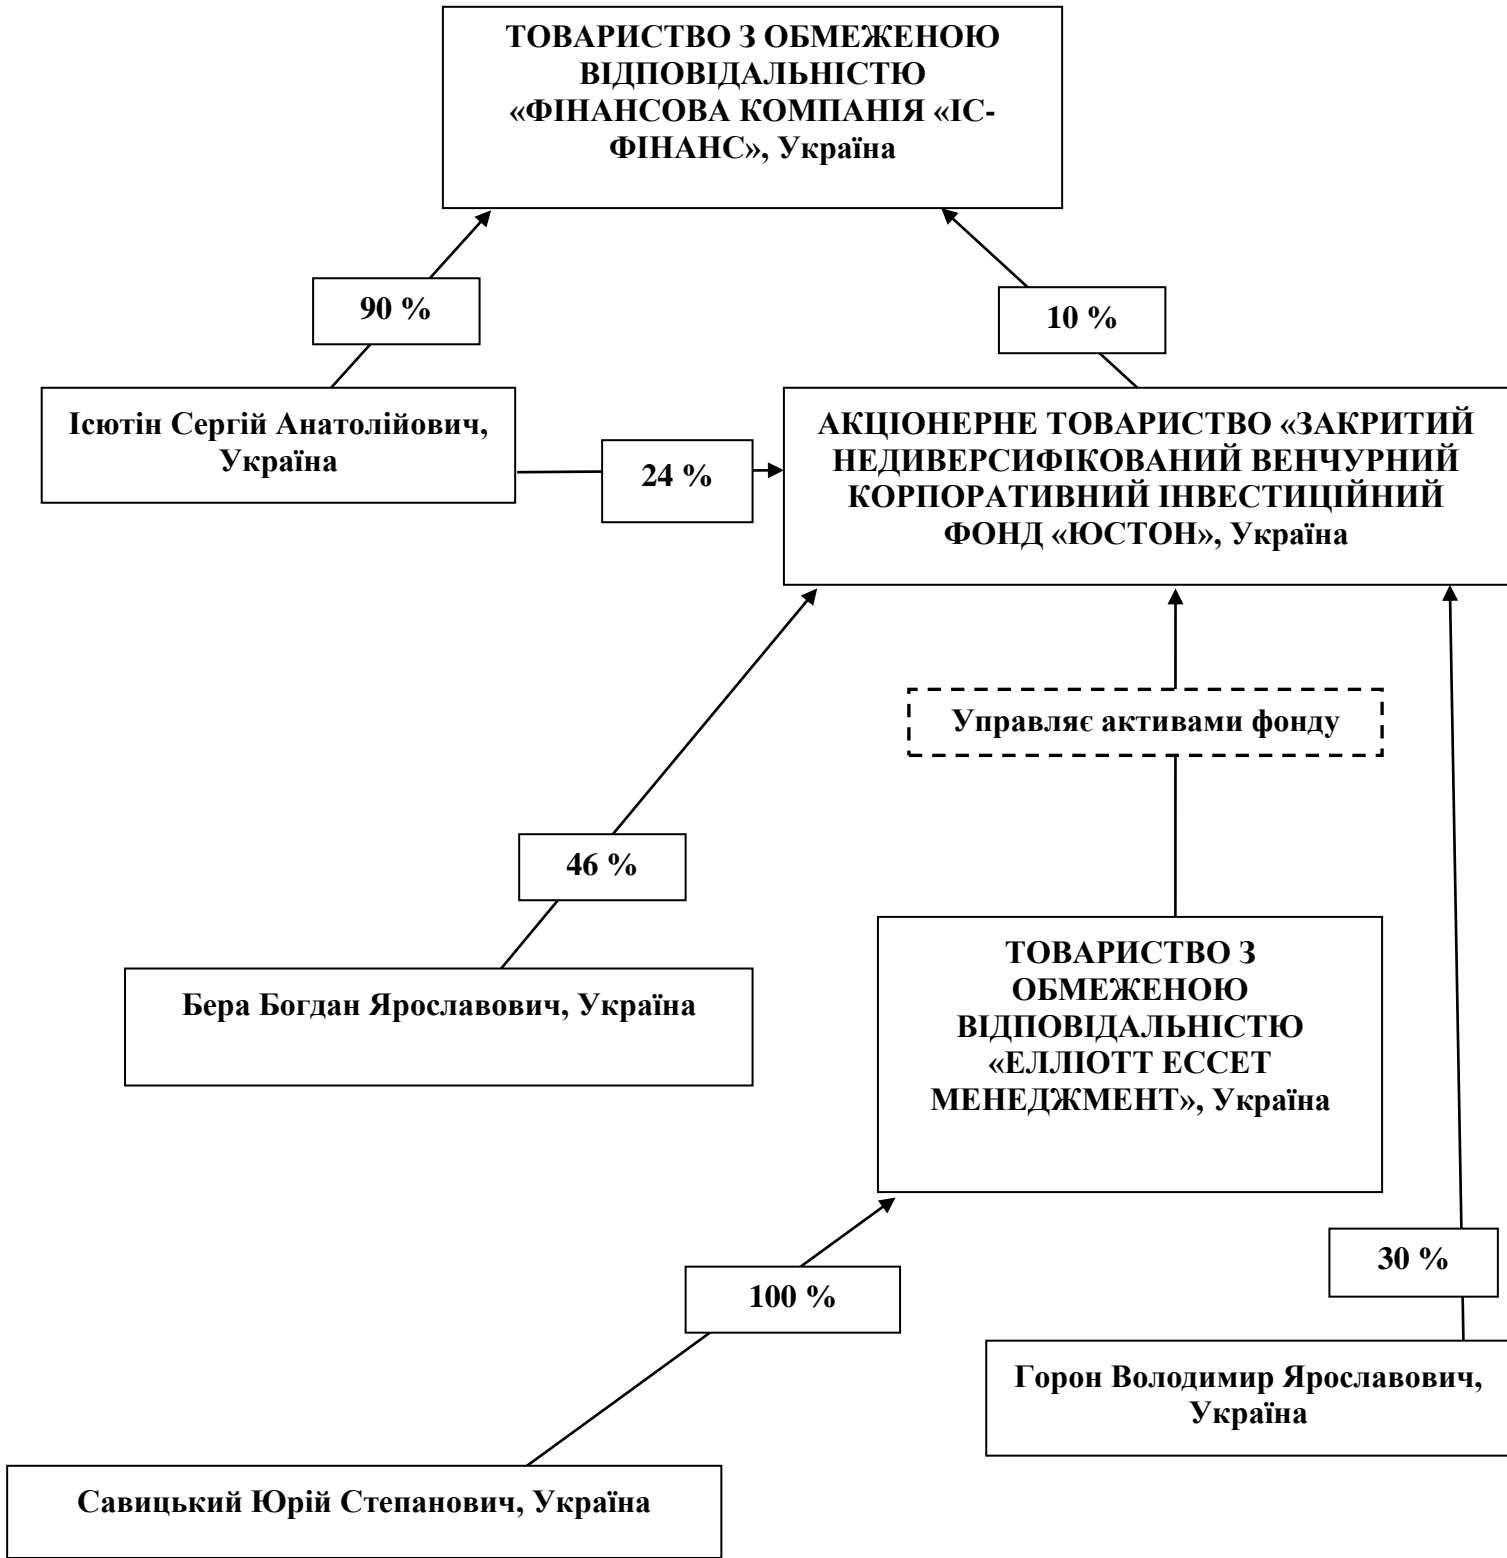 ТОВАРИСТВО З ОБМЕЖЕНОЮ
ВІДПОВІДАЛЬНІСТЮ
«ФІНАНСОВА КОМПАНІЯ «ІС-
ФІНАНС», Україна
90 %
10 %
Ісютін Сергій Анатолійович,
Україна
24 %
АКЦІОНЕРНЕ ТОВАРИСТВО «ЗАКРИТИЙ
НЕДИВЕРСИФІКОВАНИЙ ВЕНЧУРНИЙ
КОРПОРАТИВНИЙ ІНВЕСТИЦІЙНИЙ
ФОНД «ЮСТОН», Україна
Управляє активами фонду
46 %
Бера Богдан Ярославович, Україна
ТОВАРИСТВО З
ОБМЕЖЕНОЮ
ВІДПОВІДАЛЬНІСТЮ
«ЕЛЛІОТТ ЕССЕТ
МЕНЕДЖМЕНТ», Україна
100 %
30 %
Горон Володимир Ярославович,
Україна
Савицький Юрій Степанович, Україна